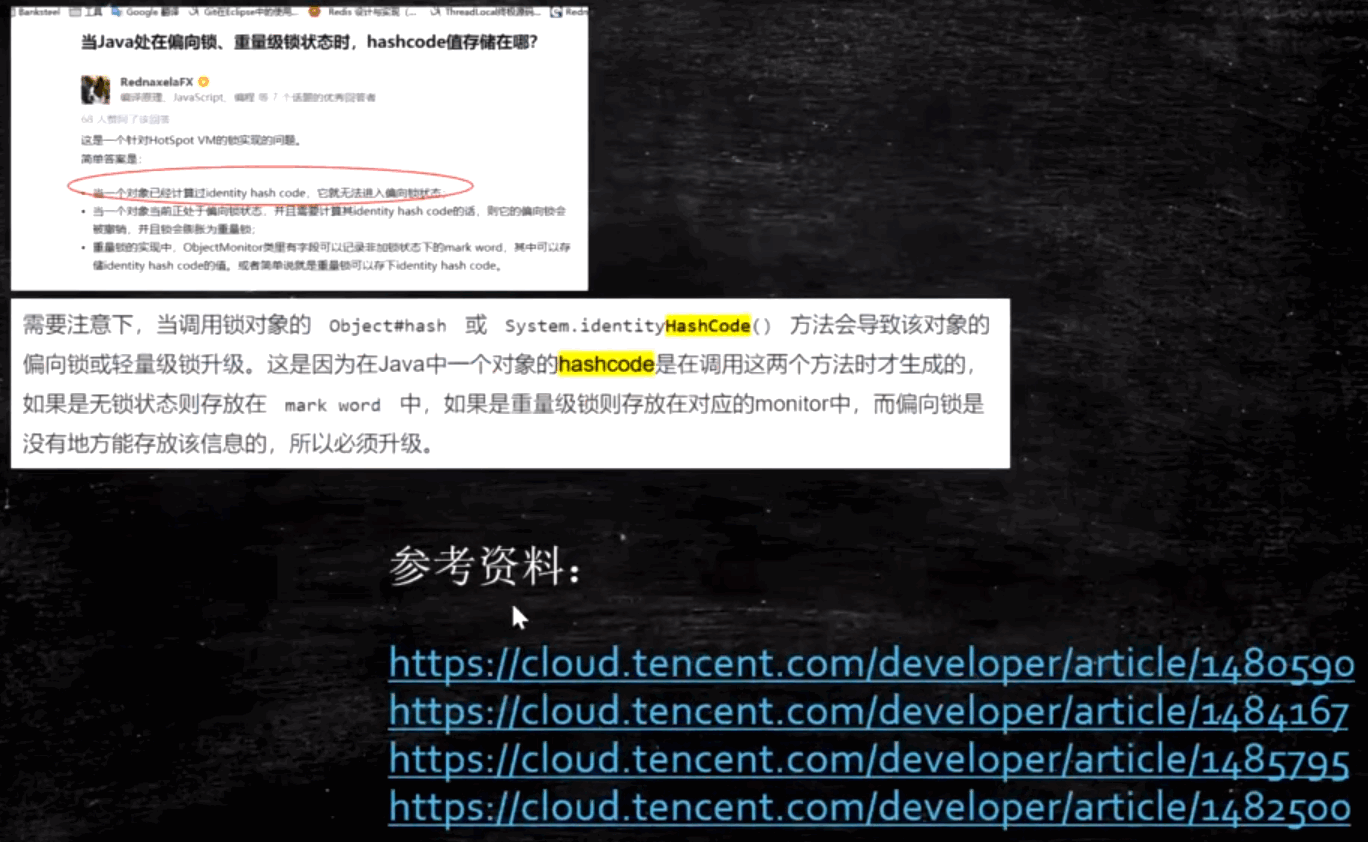 Banksteel 工具 Google 翻译 Git在Eclipse中的使用... Redis 设计与实现 (... ThreadLocal终极源码... Redn
当Java处在偏向锁、重量级锁状态时，hashcode值存储在哪？
RednaxelaFX
编译原理、JavaScript、编程 等 7 个话题的优秀回答者
68 人赞同了该回答
这是一个针对HotSpot VM的锁实现的问题。
简单答案是：
• 当一个对象已经计算过identity hash code，它就无法进入偏向锁状态；
• 当一个对象当前正处于偏向锁状态，并且需要计算其identity hash code的话，则它的偏向锁会
被撤销，并且锁会膨胀为重量锁；
• 重量锁的实现中，ObjectMonitor类里有字段可以记录非加锁状态下的mark word，其中可以存
储identity hash code的值。或者简单说就是重量锁可以存下identity hash code。
需要注意下，当调用锁对象的 Object#hash 或 System.identityHashCode() 方法会导致该对象的
偏向锁或轻量级锁升级。这是因为在Java中一个对象的hashcode是在调用这两个方法时才生成的，
如果是无锁状态则存放在 mark word 中，如果是重量级锁则存放在对应的monitor中，而偏向锁是
没有地方能存放该信息的，所以必须升级。
参考资料：
https://cloud.tencent.com/developer/article/1480590
https://cloud.tencent.com/developer/article/1484167
https://cloud.tencent.com/developer/article/1485795
https://cloud.tencent.com/developer/article/1482500